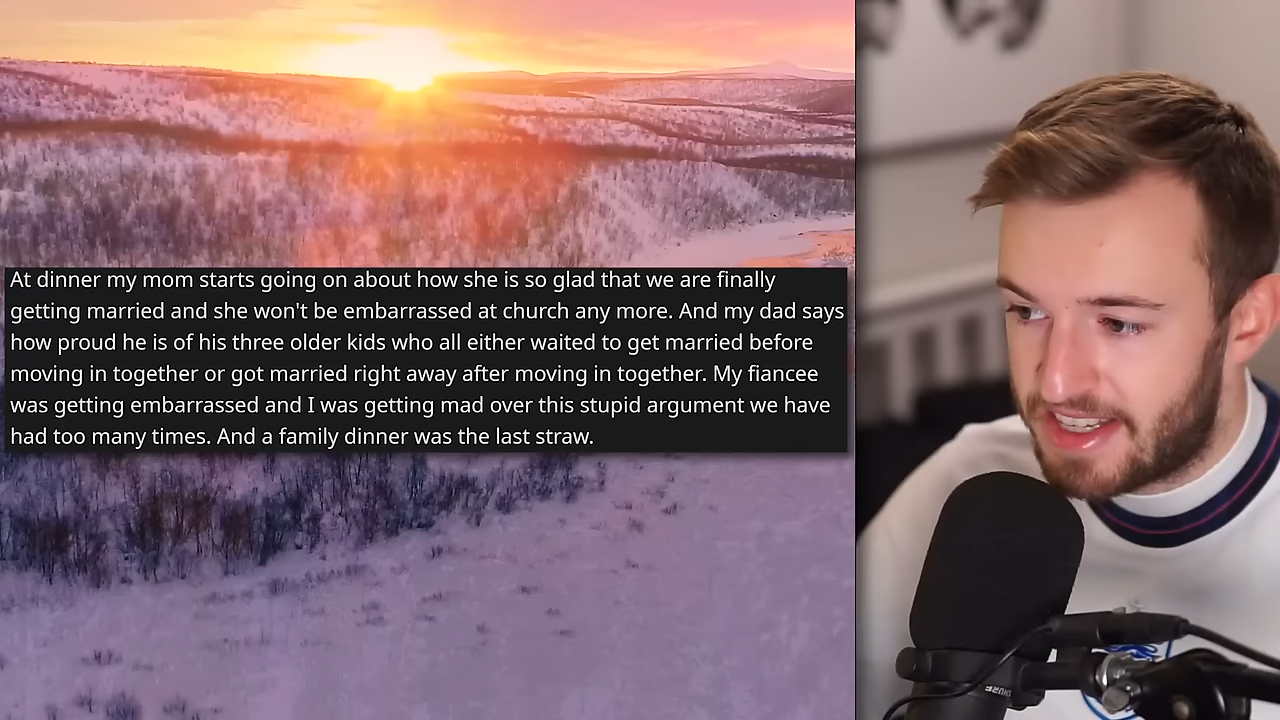 At dinner my mom starts going on about how she is so glad that we are finally
getting married and she won't be embarrassed at church any more. And my dad says
how proud he is of his three older kids who all either waited to get married before
moving in together or got married right away after moving in together. My fiancee
was getting embarrassed and I was getting mad over this stupid argument we have
had too many times. And a family dinner was the last straw.
SHURE